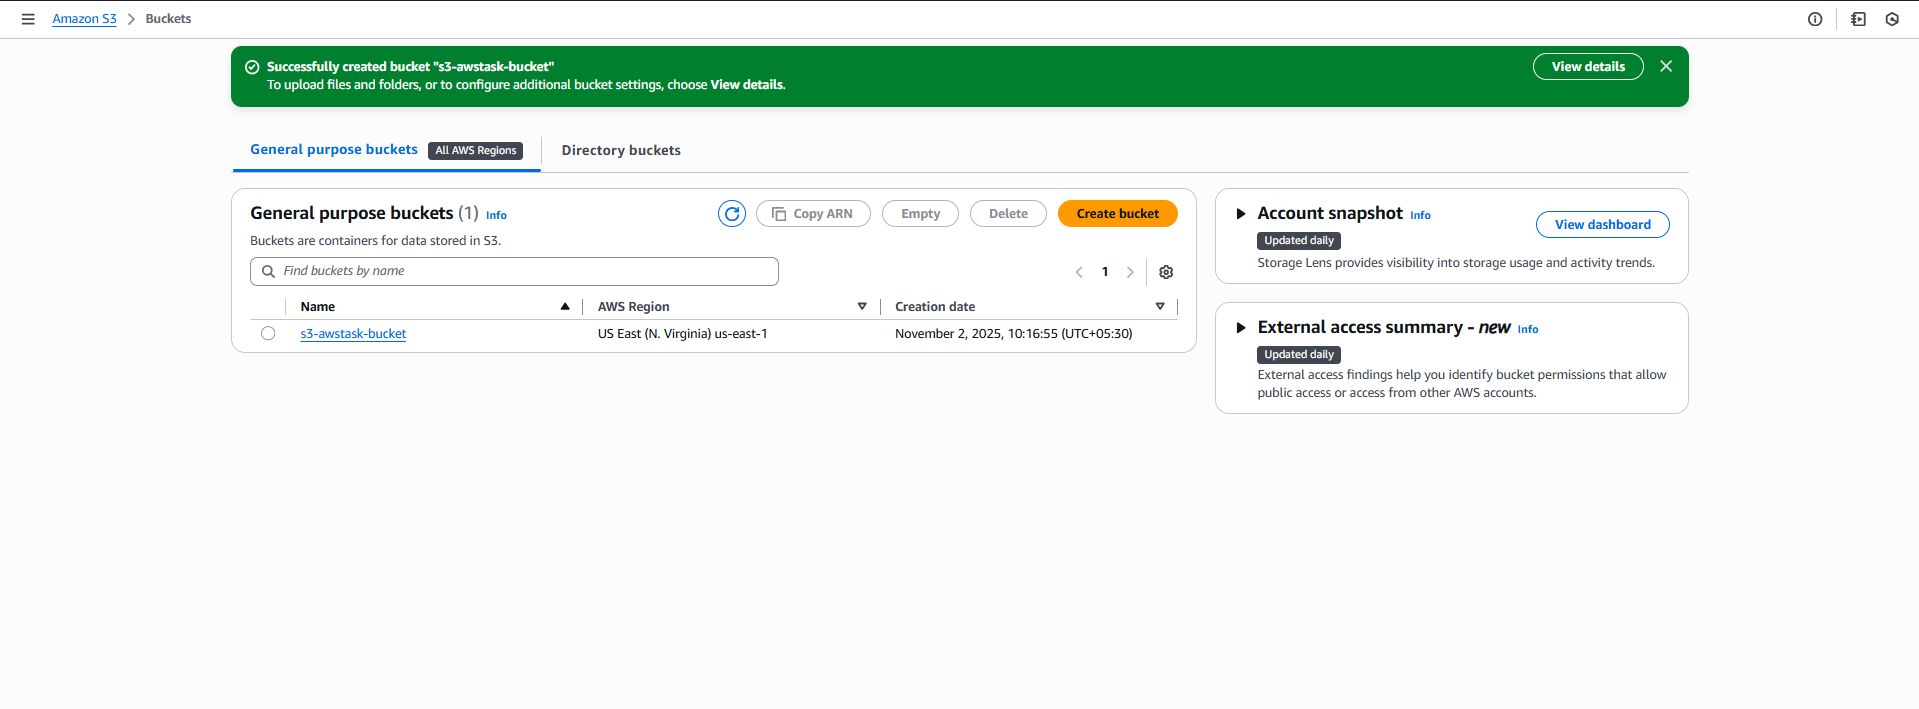 Amazon S3 > Buckets
Successfully created bucket "s3-awstask-bucket"
To upload files and folders, or to configure additional bucket settings, choose View details.
View details
General purpose buckets All AWS Regions
Directory buckets
General purpose buckets (1) Info
Copy ARN
Empty
Delete
Create bucket
Buckets are containers for data stored in S3.
Find buckets by name
1
Name AWS Region Creation date
s3-awstask-bucket US East (N. Virginia) us-east-1 November 2, 2025, 10:16:55 (UTC+05:30)
Account snapshot Info
View dashboard
Updated daily
Storage Lens provides visibility into storage usage and activity trends.
External access summary - new Info
Updated daily
External access findings help you identify bucket permissions that allow
public access or access from other AWS accounts.